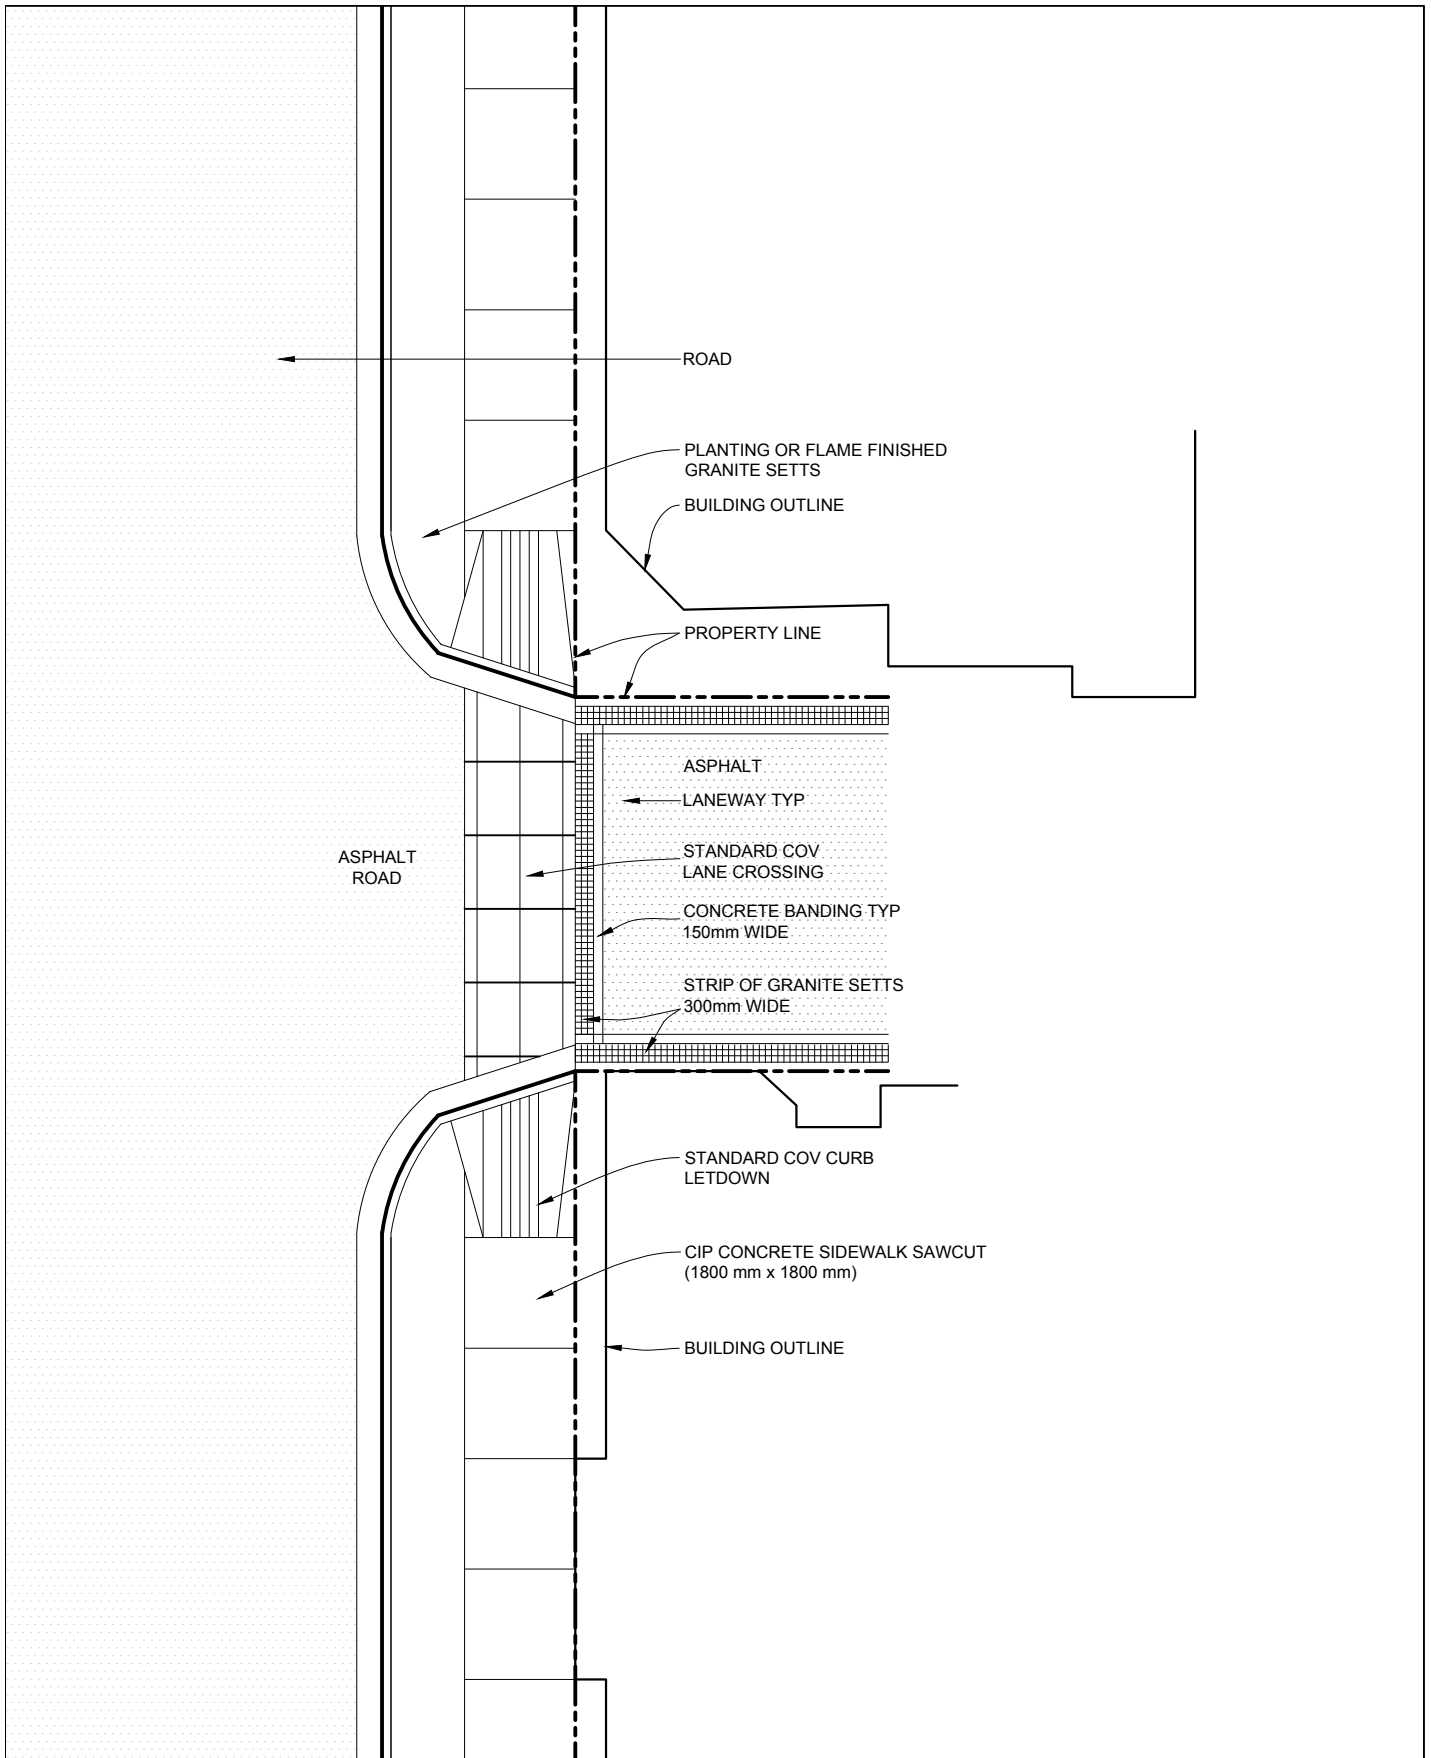 ROAD
PLANTING OR FLAME FINISHED
GRANITE SETTS
BUILDING OUTLINE
PROPERTY LINE
ASPHALT
LANEWAY TYP
ASPHALT
ROAD
STANDARD COV
LANE CROSSING
CONCRETE BANDING TYP
150mm WIDE
STRIP OF GRANITE SETTS
300mm WIDE
STANDARD COV CURB
LETDOWN
CIP CONCRETE SIDEWALK SAWCUT
(1800 mm x 1800 mm)
BUILDING OUTLINE